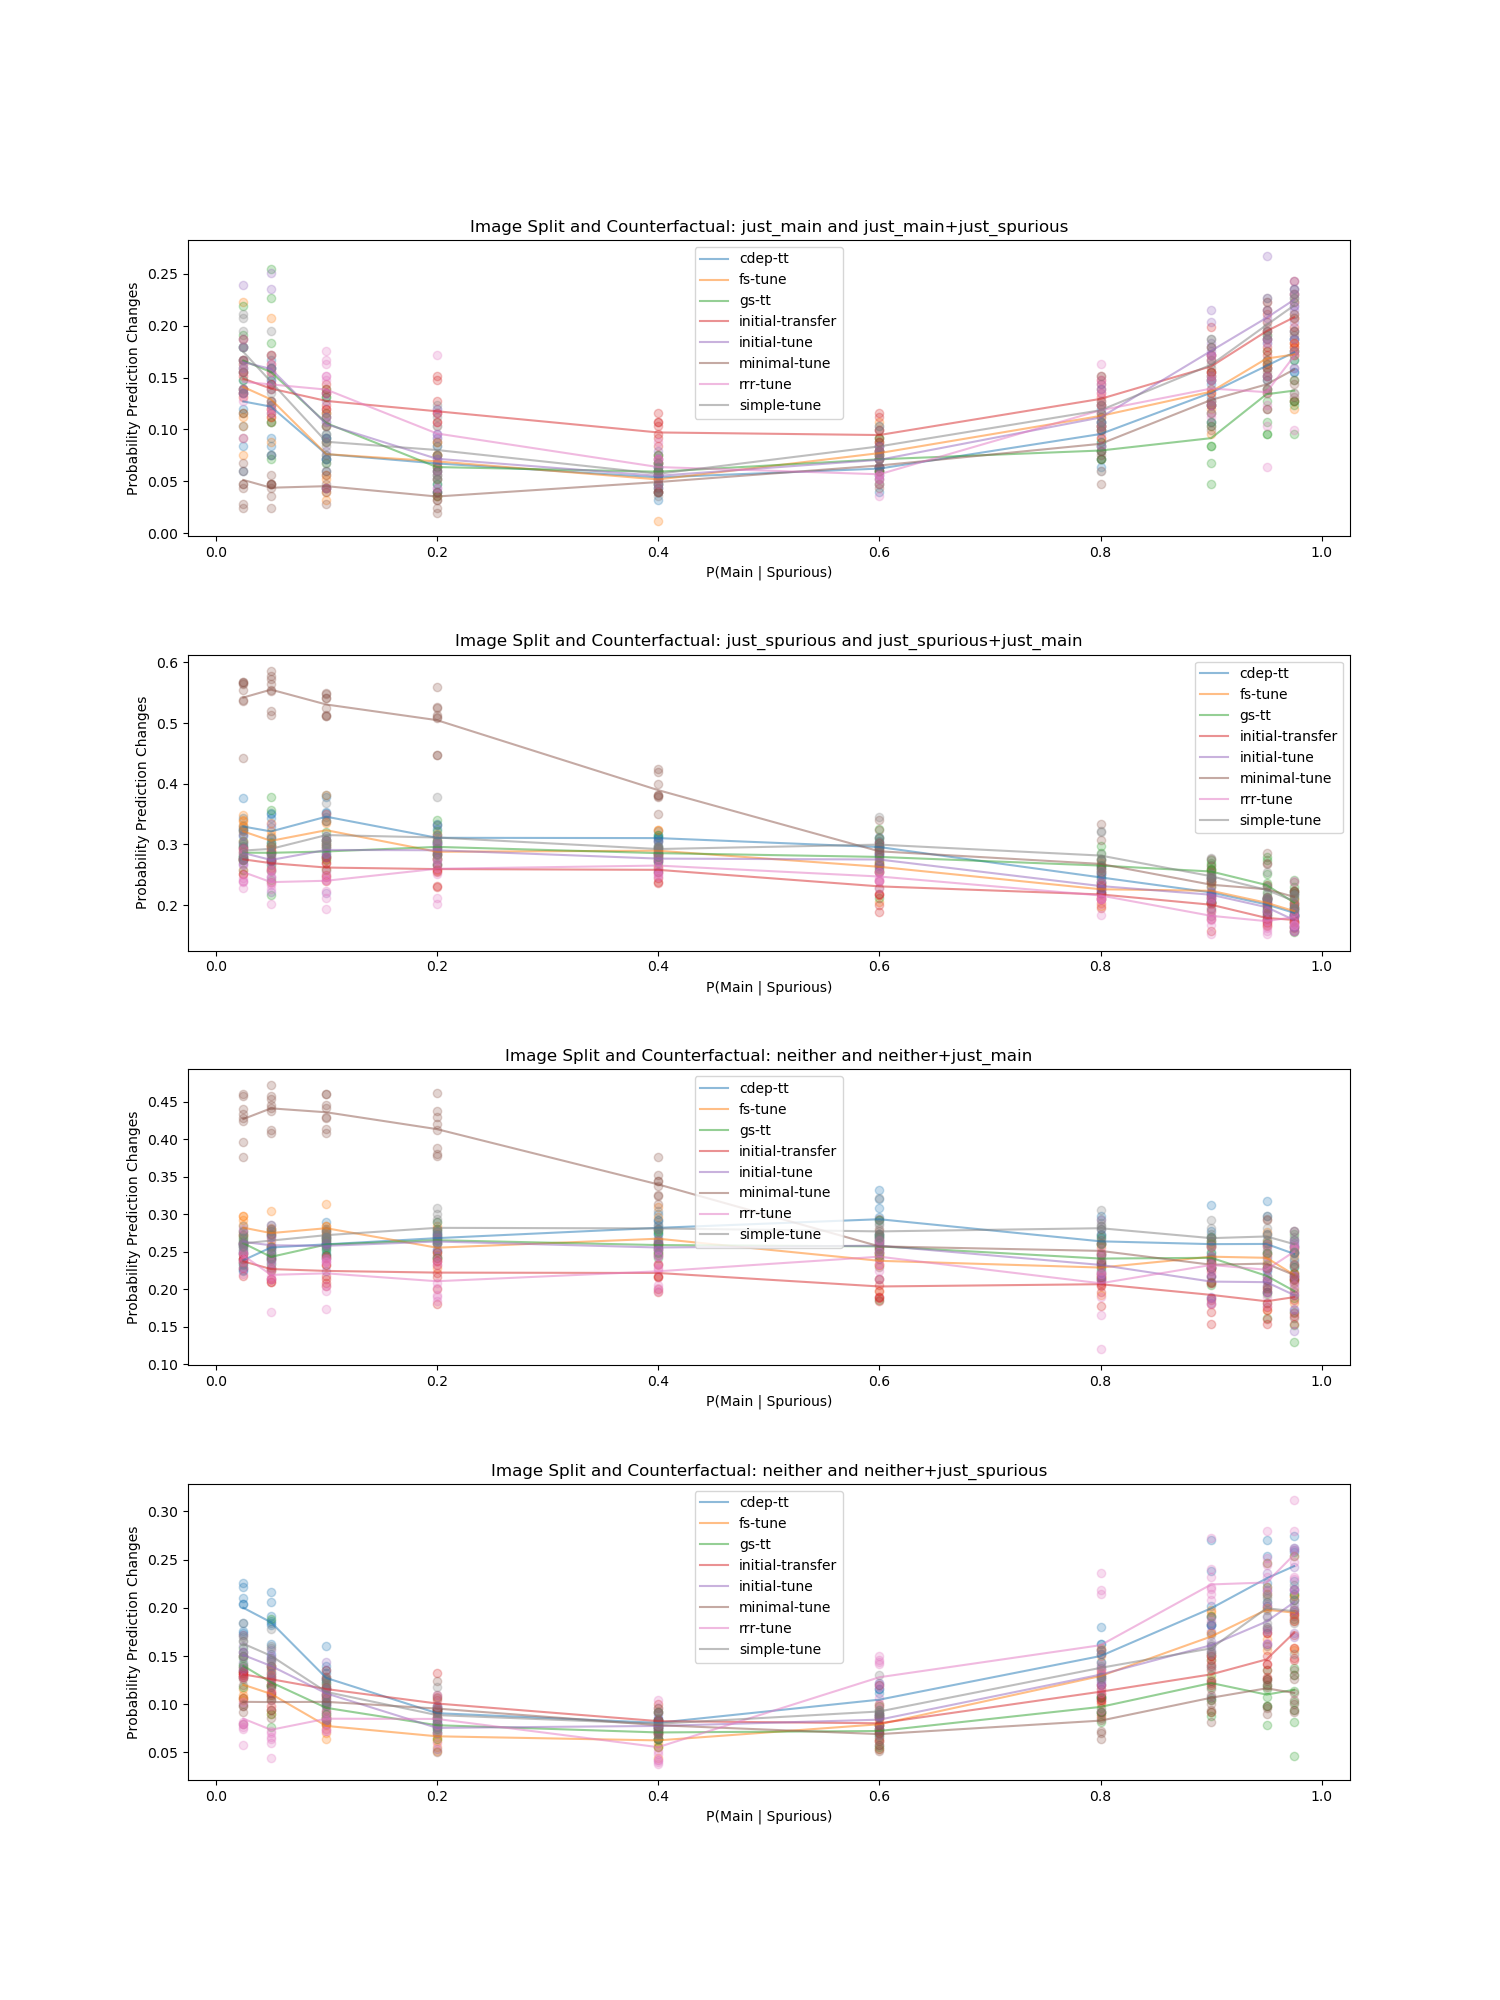 Image Split and Counterfactual: just_main and just_main+just_spurious
Probability Prediction Changes
0.25
0.20
0.15
0.10
0.05
0.00
cdep-tt
fs-tune
gs-tt
initial-transfer
initial-tune
minimal-tune
rrr-tune
simple-tune
0.0 0.2 0.4 0.6 0.8 1.0
P(Main | Spurious)
Image Split and Counterfactual: just_spurious and just_spurious+just_main
Probability Prediction Changes
0.6
0.5
0.4
0.3
0.2
cdep-tt
fs-tune
gs-tt
initial-transfer
initial-tune
minimal-tune
rrr-tune
simple-tune
0.0 0.2 0.4 0.6 0.8 1.0
P(Main | Spurious)
Image Split and Counterfactual: neither and neither+just_main
Probability Prediction Changes
0.45
0.40
0.35
0.30
0.25
0.20
0.15
0.10
cdep-tt
fs-tune
gs-tt
initial-transfer
initial-tune
minimal-tune
rrr-tune
simple-tune
0.0 0.2 0.4 0.6 0.8 1.0
P(Main | Spurious)
Image Split and Counterfactual: neither and neither+just_spurious
Probability Prediction Changes
0.30
0.25
0.20
0.15
0.10
0.05
cdep-tt
fs-tune
gs-tt
initial-transfer
initial-tune
minimal-tune
rrr-tune
simple-tune
0.0 0.2 0.4 0.6 0.8 1.0
P(Main | Spurious)